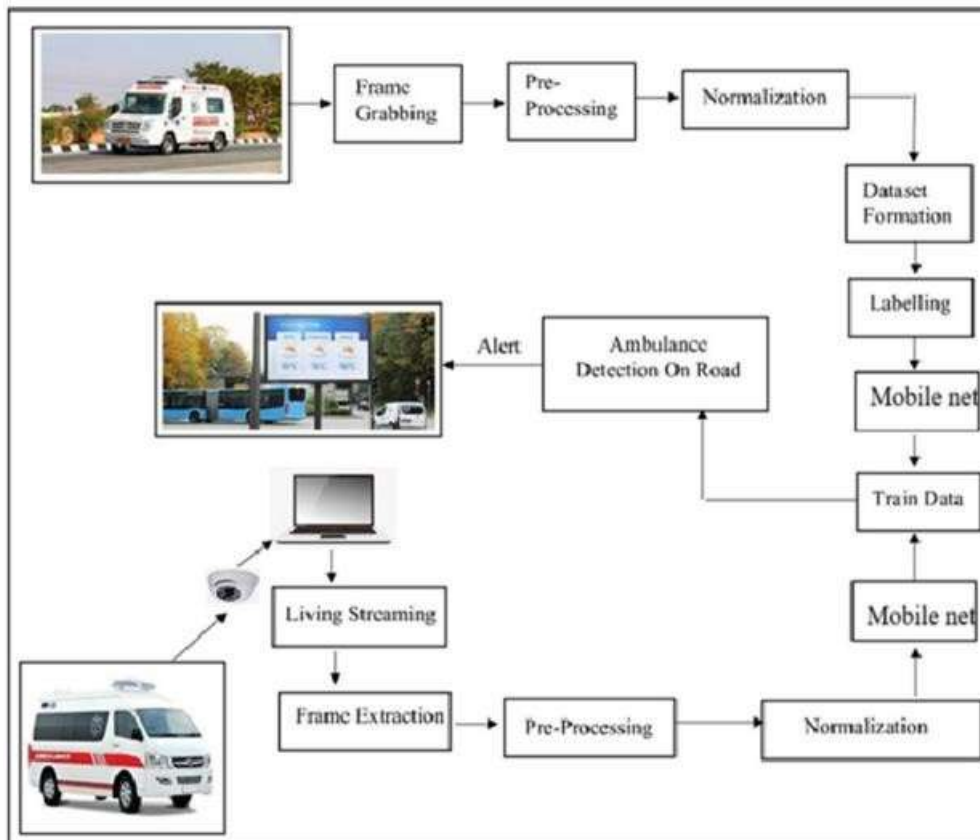 Frame
Grabbing
Pre-
Processing
Normalization
Dataset
Formation
Labelling
Mobile net
Train Data
Ambulance
Detection On Road
Alert
Living Streaming
Frame Extraction
Pre-Processing
Normalization
Mobile net